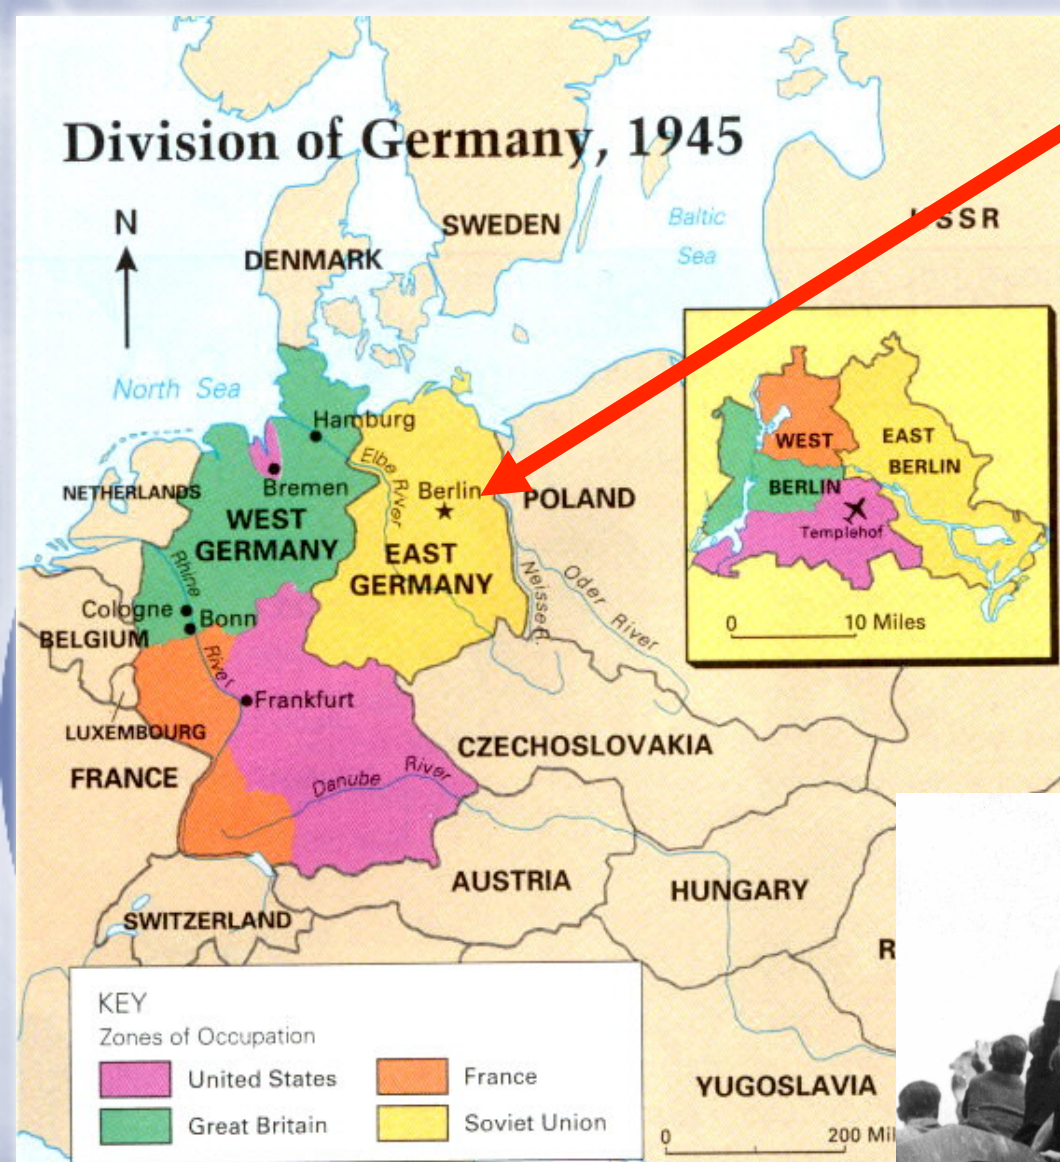 Division of Germany, 1945
N
SWEDEN
DENMARK
Baltic
Sea
North Sea
Hamburg
Elbe River
NETHERLANDS
Bremen
Berlin
POLAND
WEST
GERMANY
EAST
GERMANY
Rhine
River
Neisse R.
Oder River
Cologne
Bonn
BELGIUM
Frankfurt
LUXEMBOURG
CZECHOSLOVAKIA
FRANCE
Danube River
AUSTRIA
HUNGARY
SWITZERLAND
R
YUGOSLAVIA
0 200 Mil
WEST
BERLIN
EAST
BERLIN
Templehof
0 10 Miles
KEY
Zones of Occupation
United States
France
Great Britain
Soviet Union